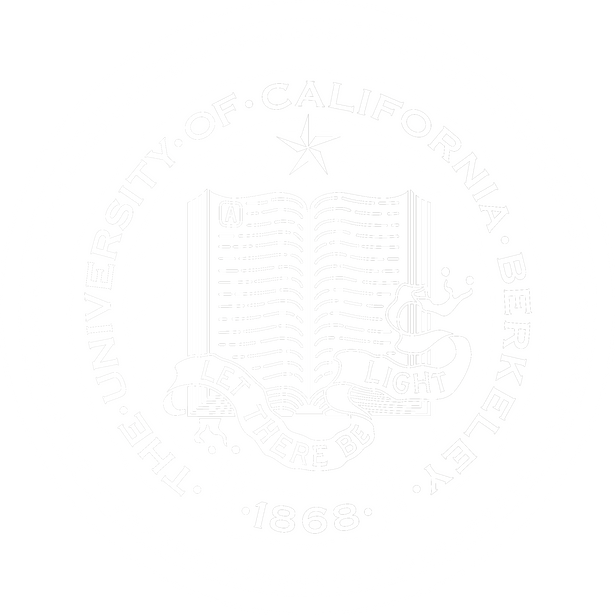 THE · UNIVERSITY · OF · CALIFORNIA · BERKELEY ·
A
LET THERE BE LIGHT
· 1868 ·